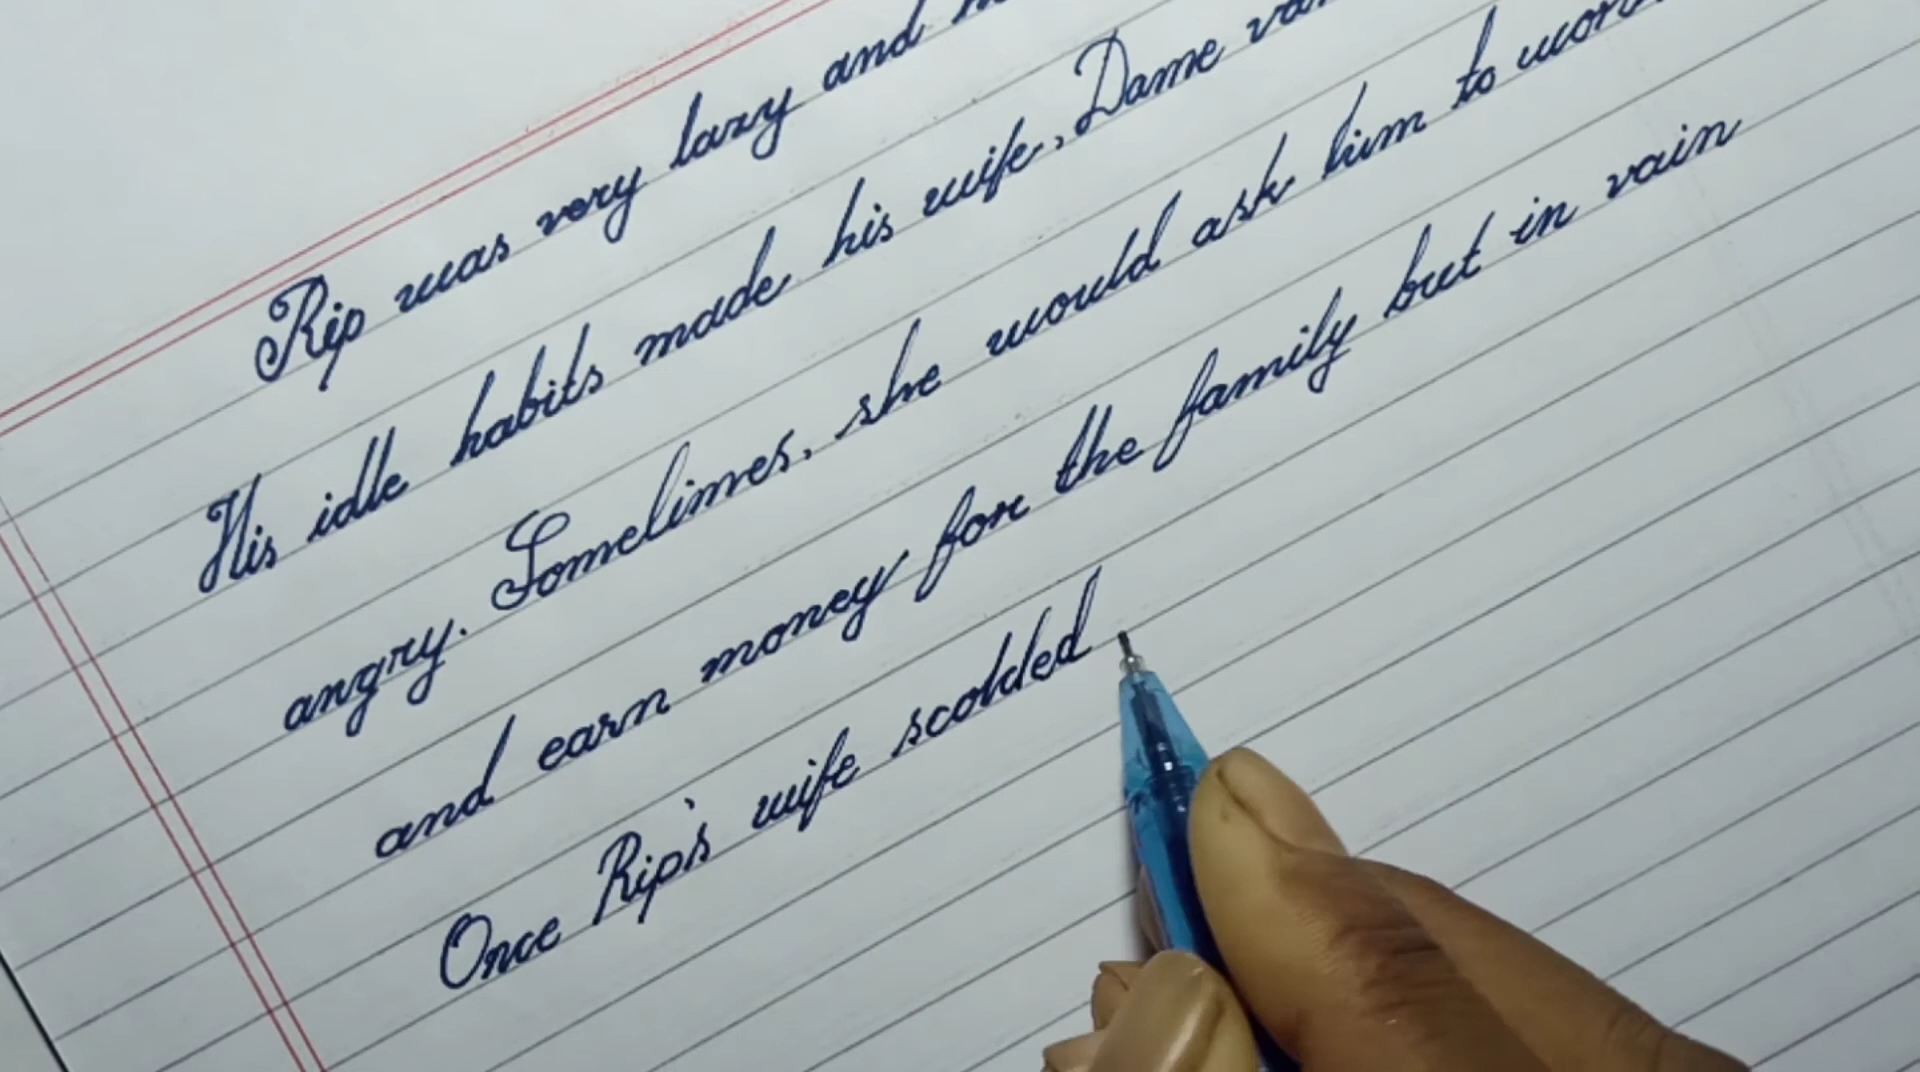 Rip was very lazy and
His idle habits made his wife, Dame
angry. Sometimes, she would ask him to work
and earn money for the family but in vain
Once Rip's wife scolded